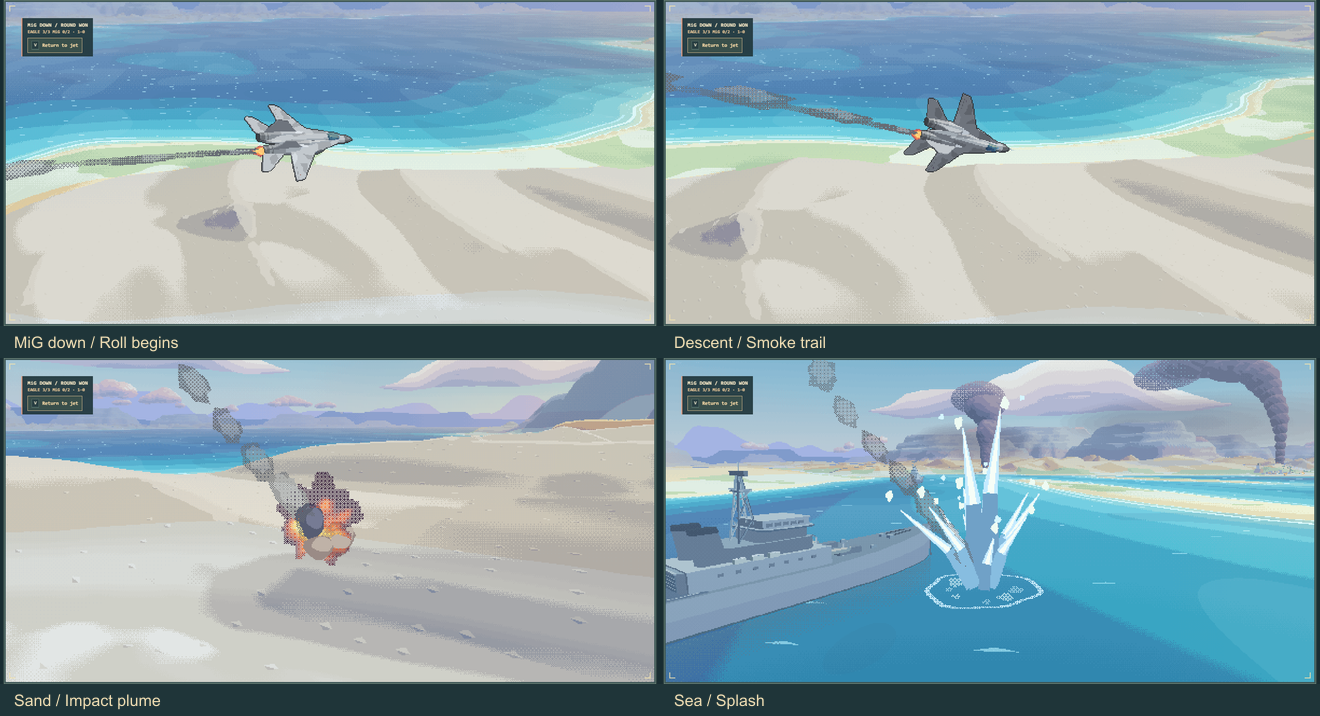 MiG DOWN / ROUND WON
EAGLE 3/3 MiG 0/2 · 1-0
V Return to jet
MiG DOWN / ROUND WON
EAGLE 3/3 MiG 0/2 · 1-0
V Return to jet
MiG down / Roll begins
Descent / Smoke trail
MiG DOWN / ROUND WON
EAGLE 3/3 MiG 0/2 · 1-0
V Return to jet
MiG DOWN / ROUND WON
EAGLE 3/3 MiG 0/2 · 1-0
V Return to jet
Sand / Impact plume
Sea / Splash